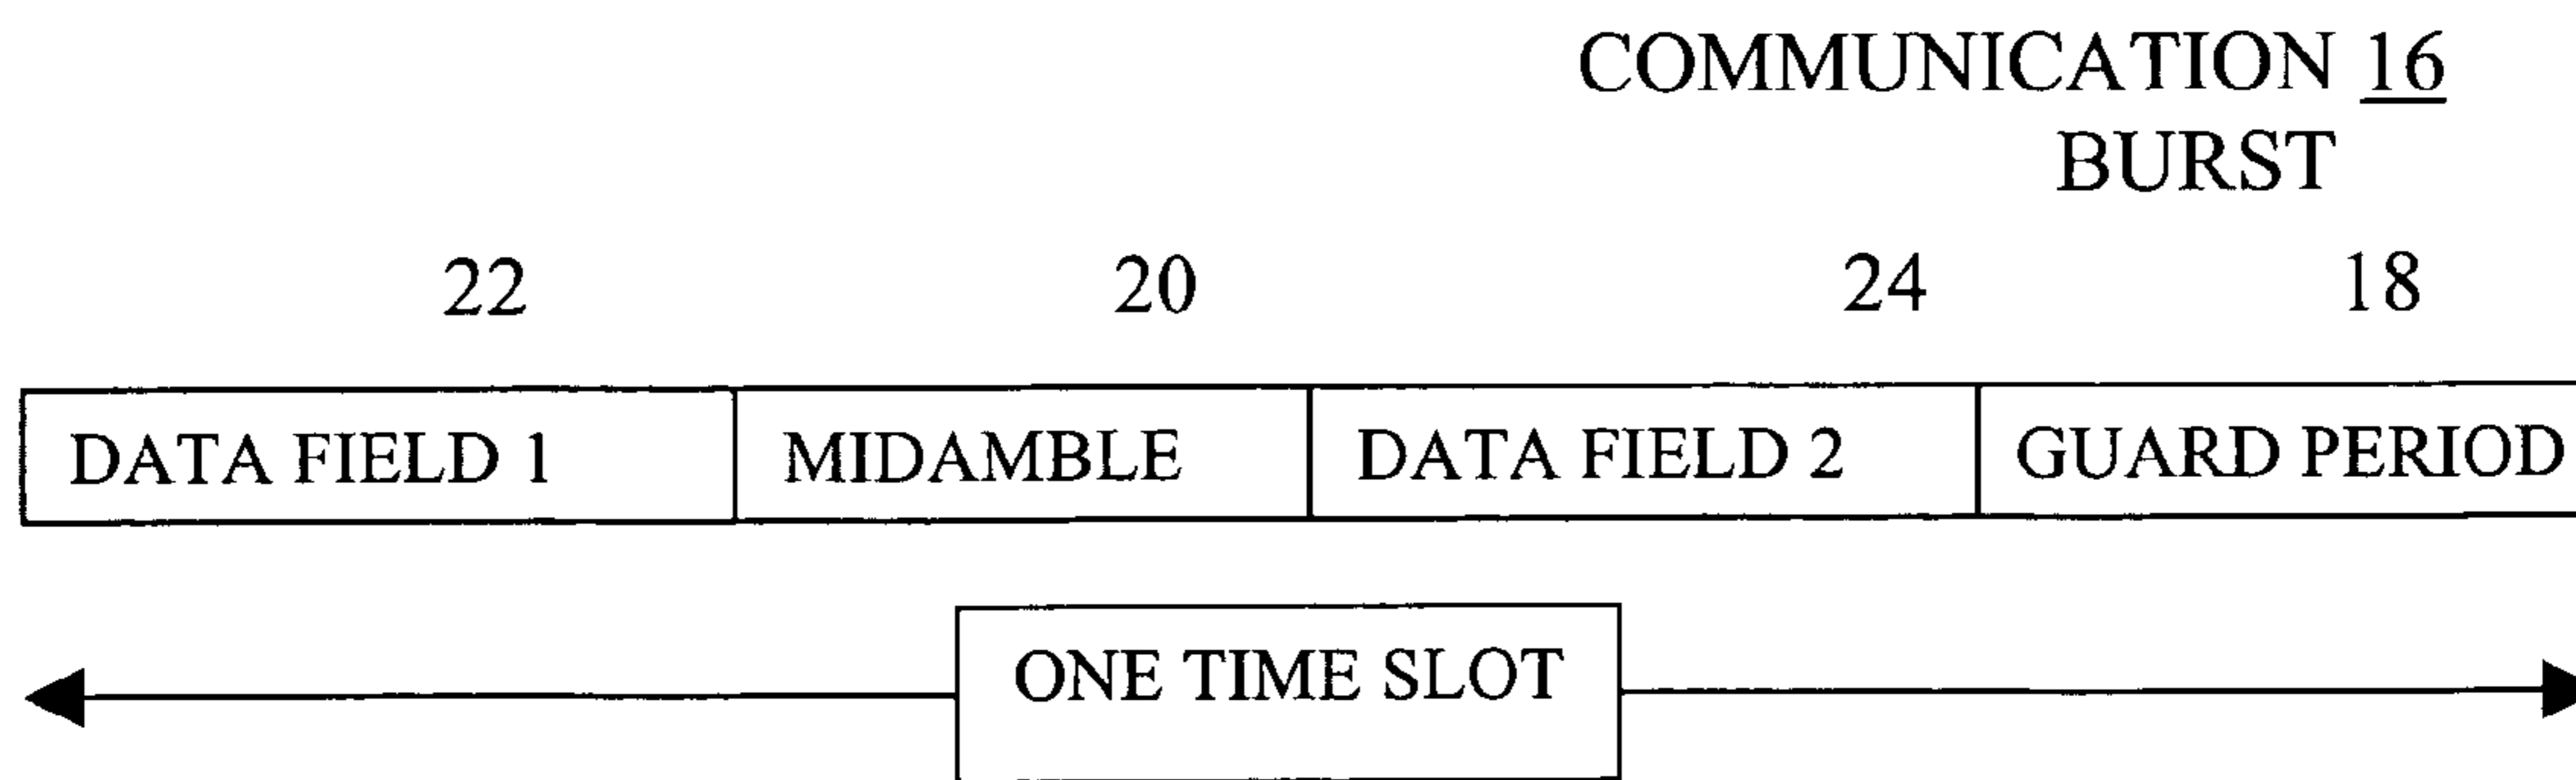 COMMUNICATION 16
BURST
22 20 24 18
DATA FIELD 1 MIDAMBLE DATA FIELD 2 GUARD PERIOD
ONE TIME SLOT